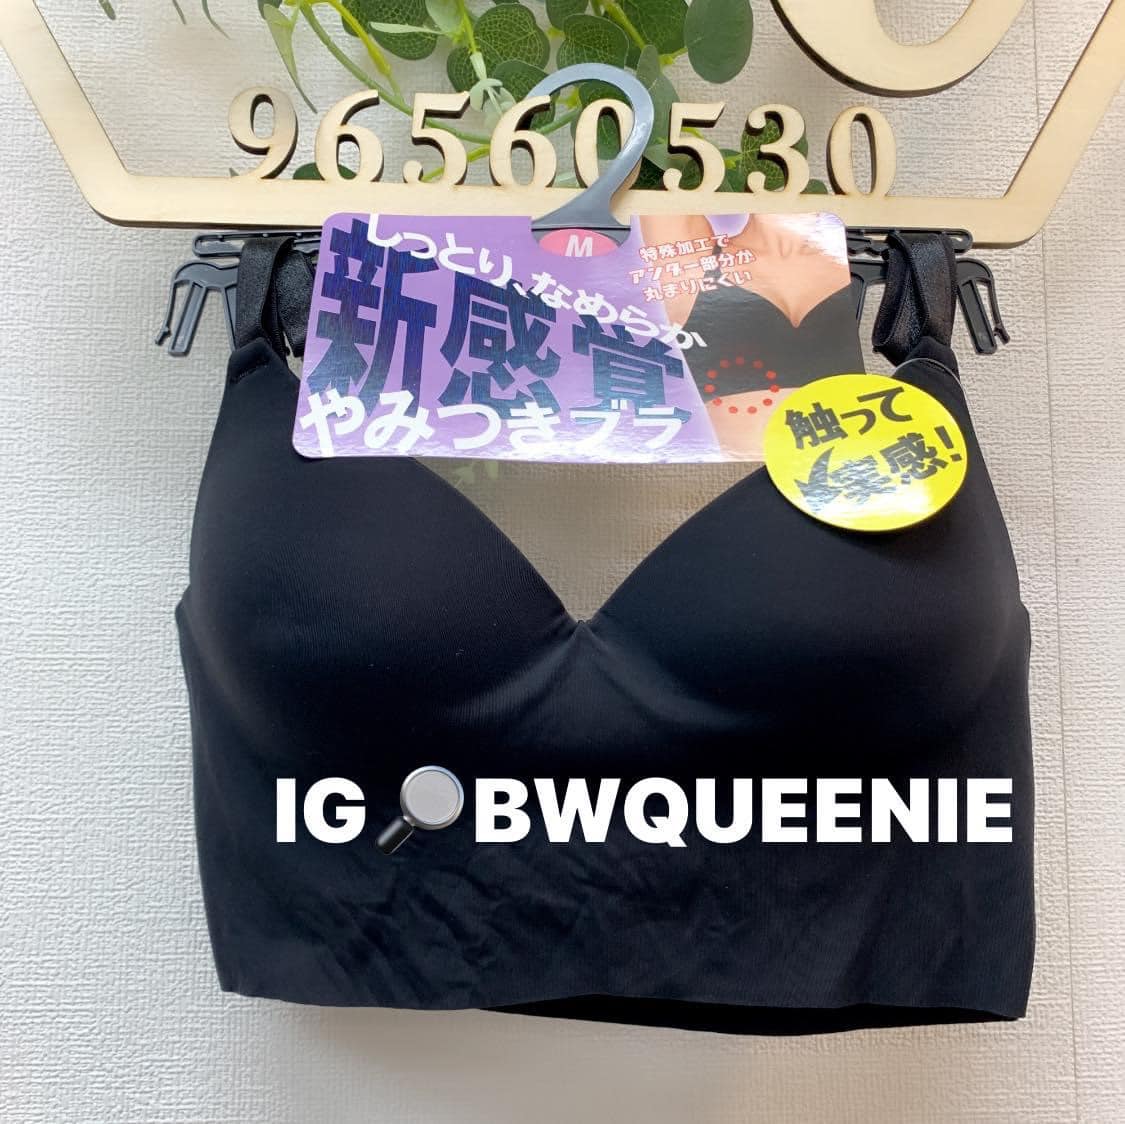 96560530
M
しっとり、なめらか
新感覚
やみつきブラ
特殊加工で
アンダー部分が
丸まりにくい
触って
実感!
IG BWQUEENIE